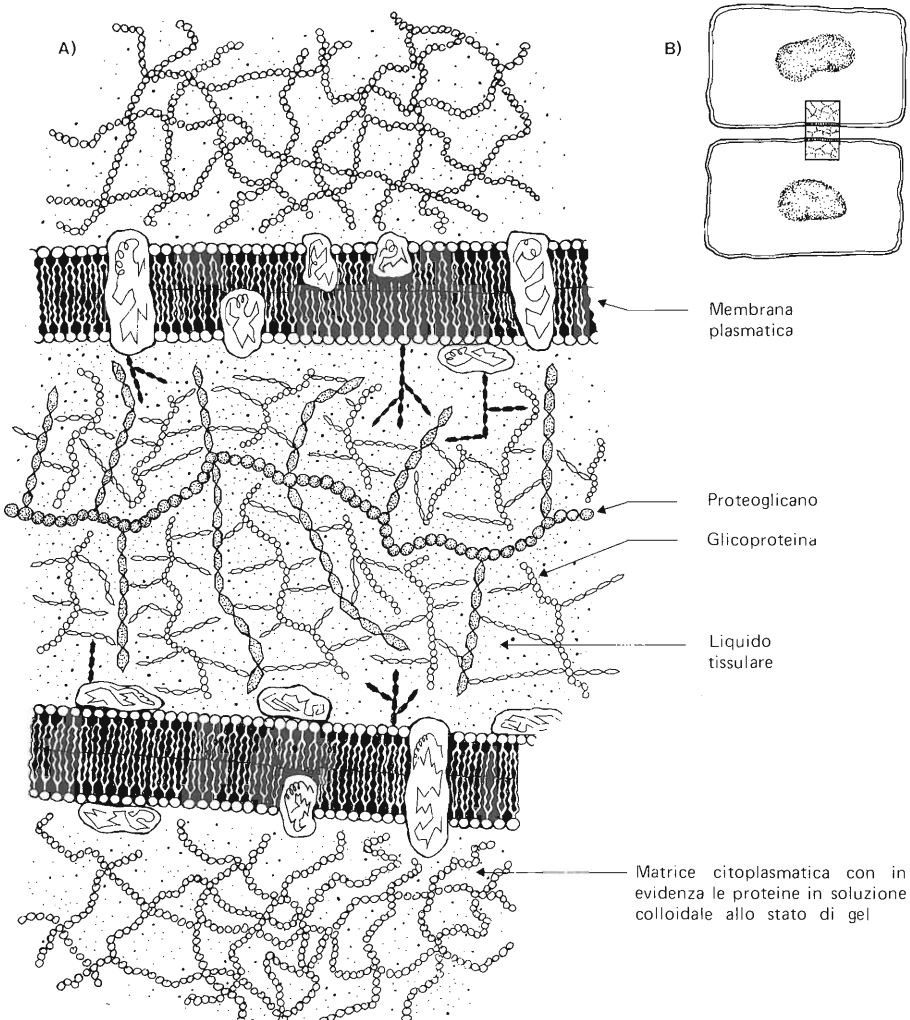 A)
B)
Membrana
plasmatica
Proteoglicano
Glicoproteina
Liquido
tissulare
Matrice citoplasmatica con in
evidenza le proteine in soluzione
colloidale allo stato di gel